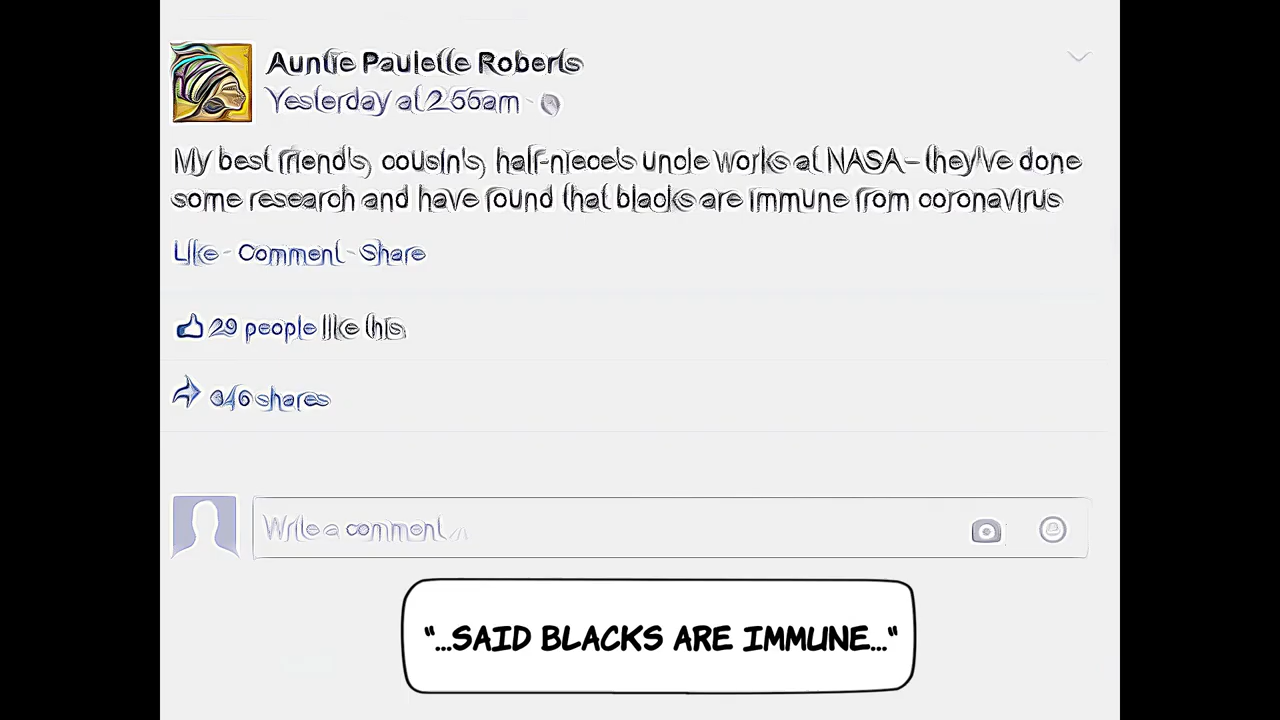 Auntie Paulette Roberts
Yesterday at 2:56am
My best friend's, cousin's, half-niece's uncle works at NASA – they've done
some research and have found that blacks are immune from coronavirus
Like - Comment - Share
29 people like this
346 shares
Write a comment...
"...SAID BLACKS ARE IMMUNE..."